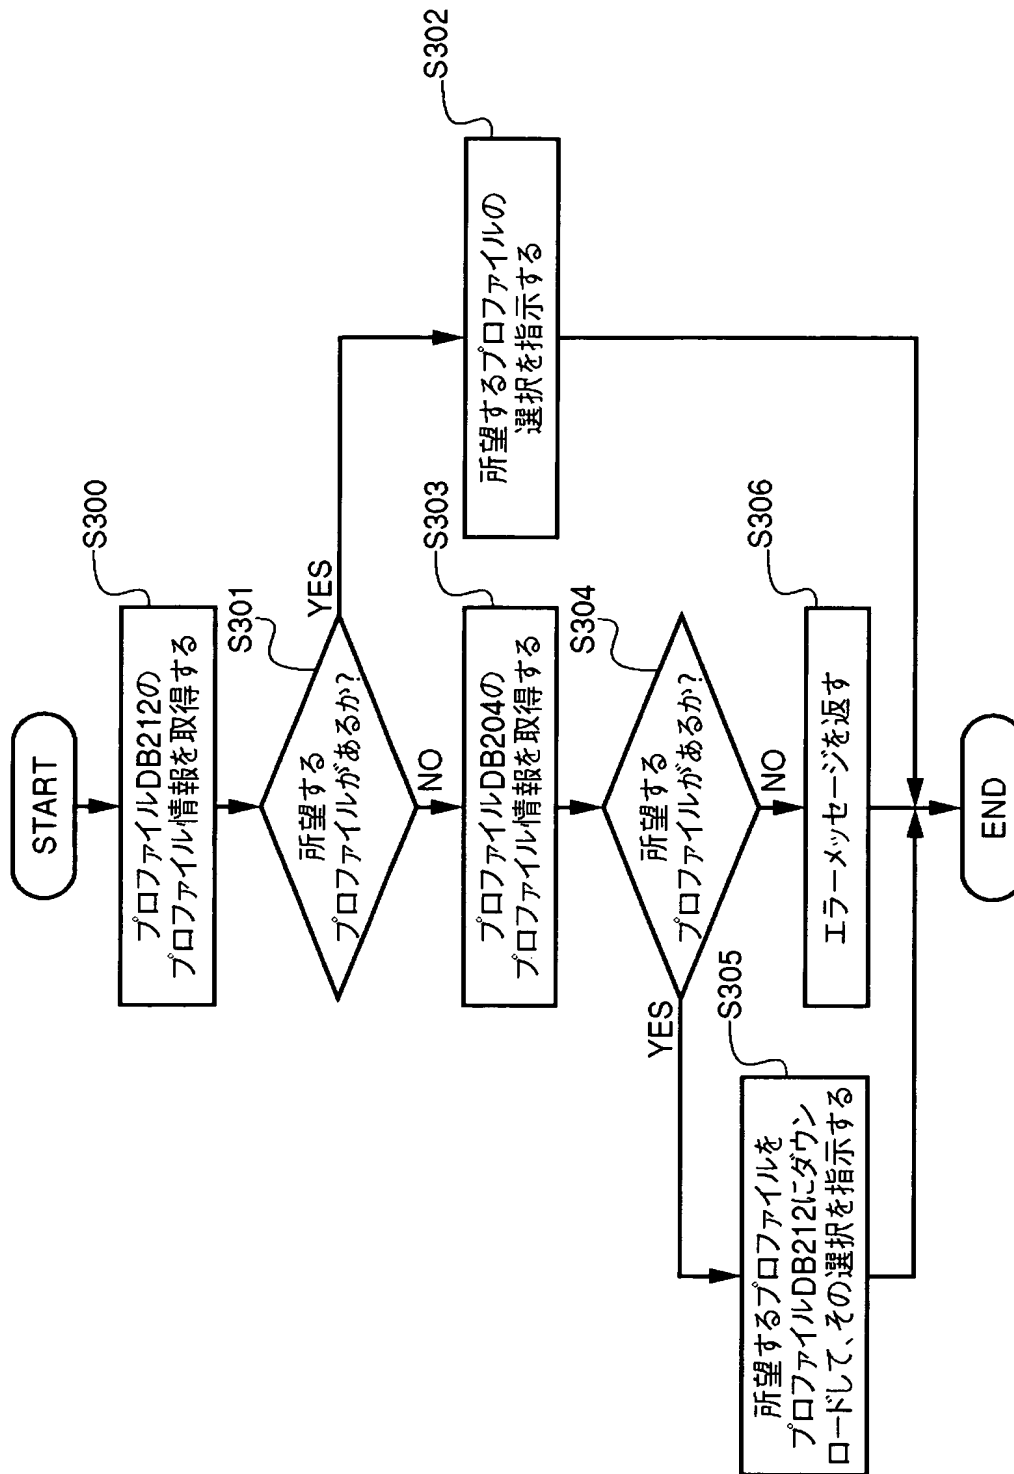 START
S300
プロファイルDB212の
プロファイル情報を取得する
S301
所望する
プロファイルがあるか?
YES
NO
S302
所望するプロファイルの
選択を指示する
S303
プロファイルDB204の
プロファイル情報を取得する
S304
所望する
プロファイルがあるか?
YES
NO
S305
所望するプロファイルを
プロファイルDB212にダウン
ロードして、その選択を指示する
S306
エラーメッセージを返す
END